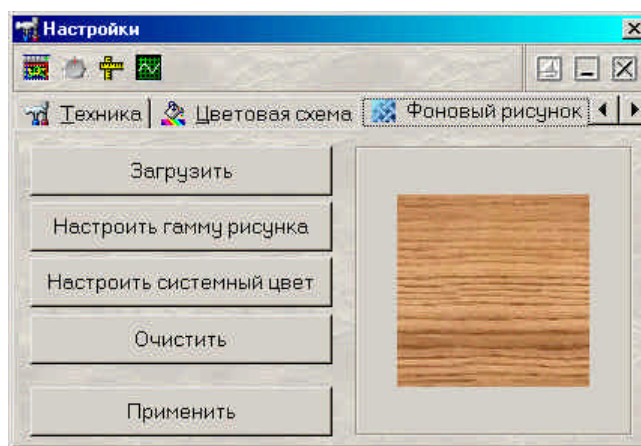 Настройки
Техника Цветовая схема Фоновый рисунок
Загрузить
Настроить гамму рисунка
Настроить системный цвет
Очистить
Применить